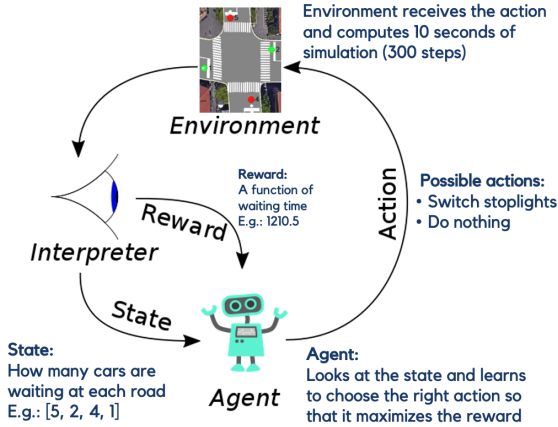 Environment receives the action
and computes 10 seconds of
simulation (300 steps)
Environment
Reward:
A function of
waiting time
E.g.: 1210.5
Possible actions:
• Switch stoplights
• Do nothing
Action
Reward
Interpreter
State
State:
How many cars are
waiting at each road
E.g.: [5, 2, 4, 1]
Agent
Agent:
Looks at the state and learns
to choose the right action so
that it maximizes the reward